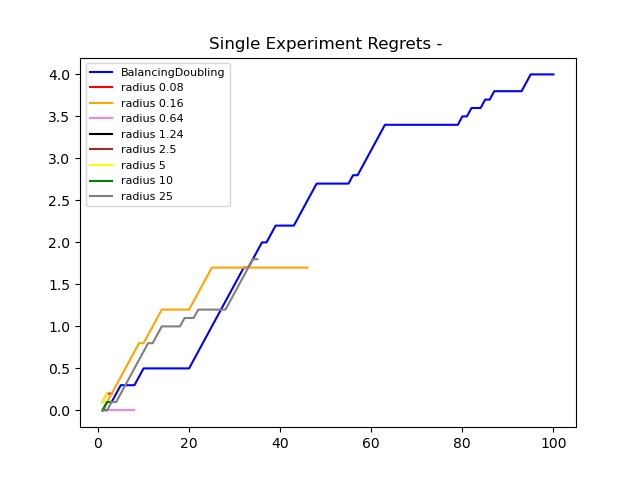 Single Experiment Regrets -
BalancingDoubling
radius 0.08
radius 0.16
radius 0.64
radius 1.24
radius 2.5
radius 5
radius 10
radius 25
4.0
3.5
3.0
2.5
2.0
1.5
1.0
0.5
0.0
0 20 40 60 80 100